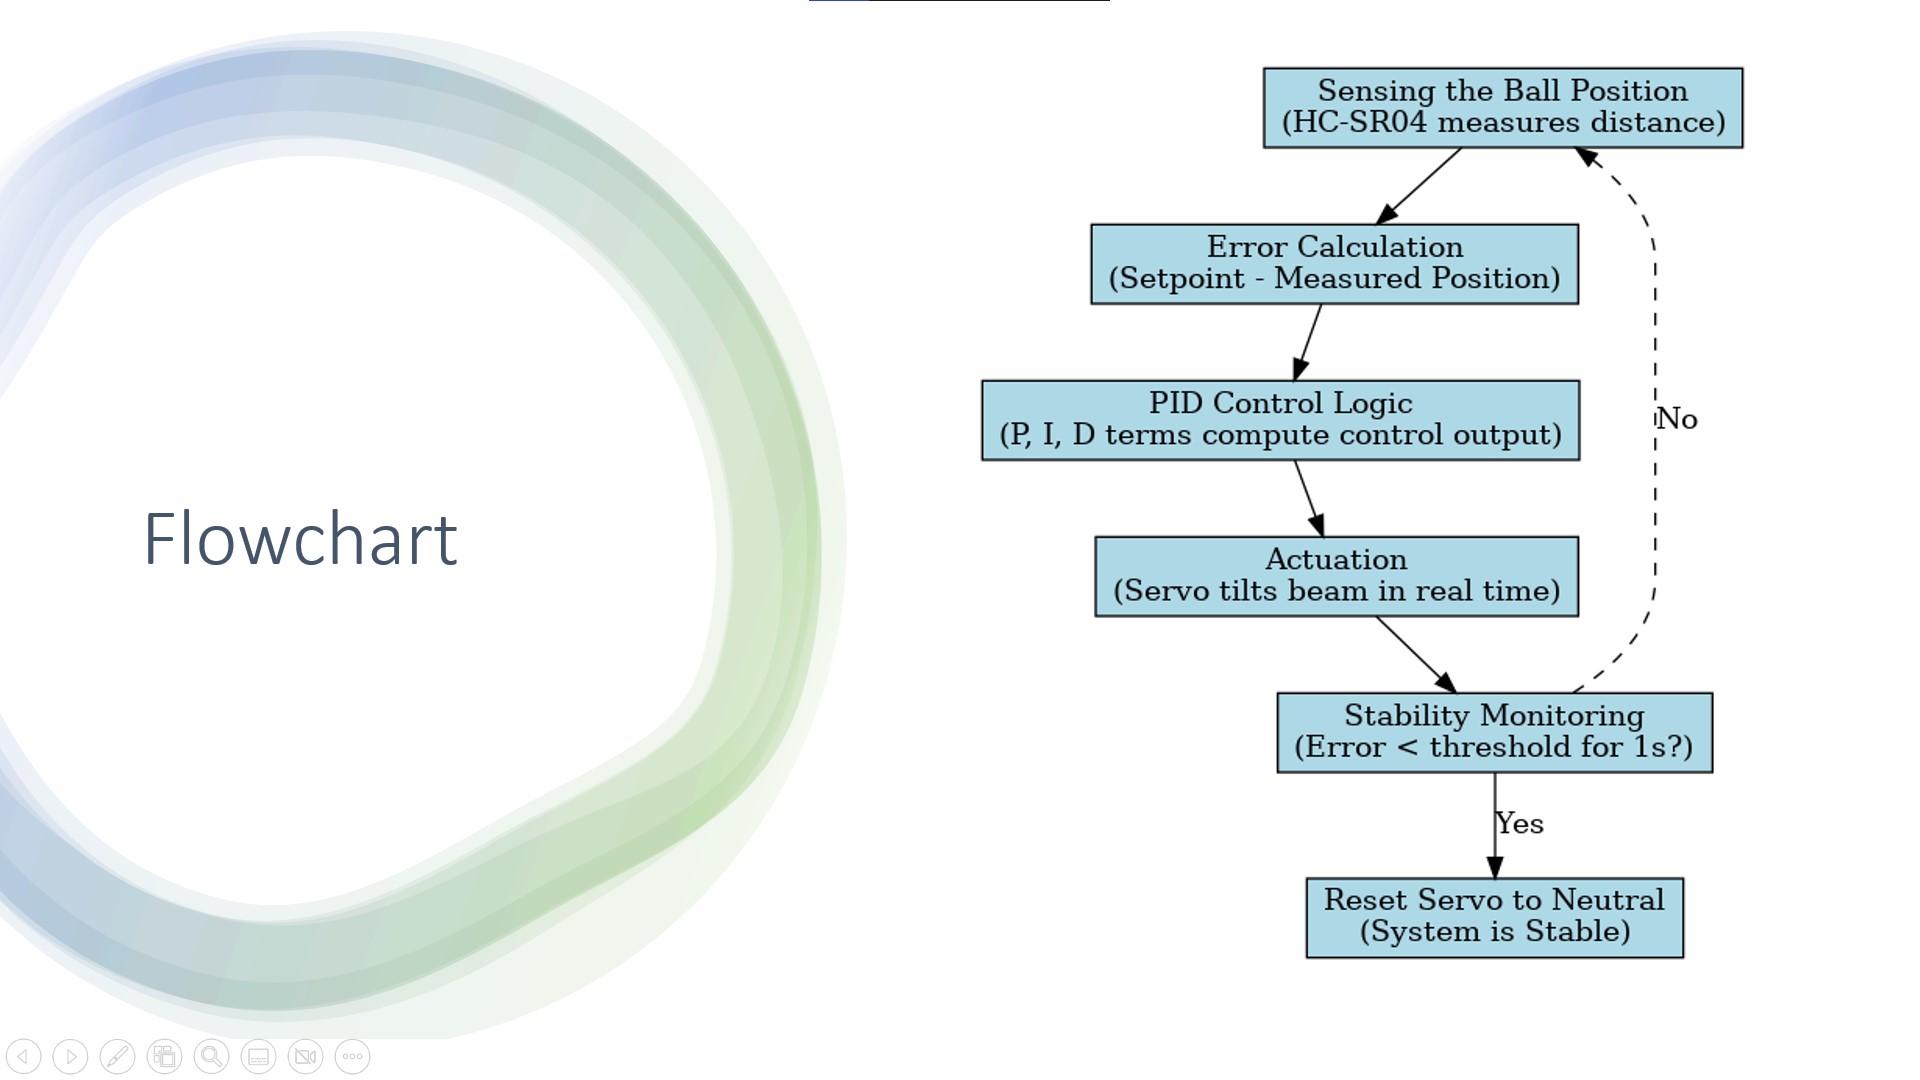 Flowchart
Sensing the Ball Position
(HC-SR04 measures distance)
Error Calculation
(Setpoint - Measured Position)
PID Control Logic
(P, I, D terms compute control output)
No
Actuation
(Servo tilts beam in real time)
Stability Monitoring
(Error < threshold for 1s?)
Yes
Reset Servo to Neutral
(System is Stable)